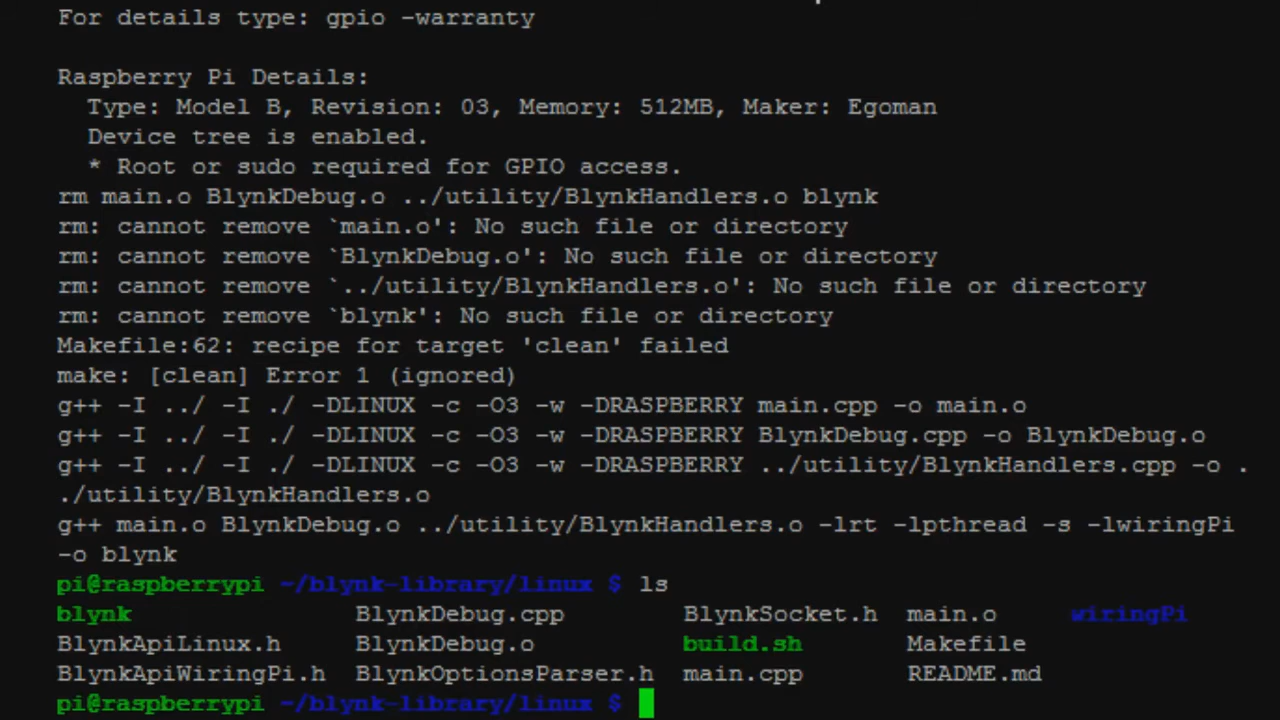 For details type: gpio -warranty
Raspberry Pi Details:
Type: Model B, Revision: 03, Memory: 512MB, Maker: Egoman
Device tree is enabled.
* Root or sudo required for GPIO access.
rm main.o BlynkDebug.o ../utility/BlynkHandlers.o blynk
rm: cannot remove `main.o': No such file or directory
rm: cannot remove `BlynkDebug.o': No such file or directory
rm: cannot remove `../utility/BlynkHandlers.o': No such file or directory
rm: cannot remove `blynk': No such file or directory
Makefile:62: recipe for target 'clean' failed
make: [clean] Error 1 (ignored)
g++ -I ../ -I ./ -DLINUX -c -O3 -w -DRASPBERRY main.cpp -o main.o
g++ -I ../ -I ./ -DLINUX -c -O3 -w -DRASPBERRY BlynkDebug.cpp -o BlynkDebug.o
g++ -I ../ -I ./ -DLINUX -c -O3 -w -DRASPBERRY ../utility/BlynkHandlers.cpp -o .
./utility/BlynkHandlers.o
g++ main.o BlynkDebug.o ../utility/BlynkHandlers.o -lrt -lpthread -s -lwiringPi
-o blynk
pi@raspberrypi ~/blynk-library/linux $ ls
blynk BlynkDebug.cpp BlynkSocket.h main.o wiringPi
BlynkApiLinux.h BlynkDebug.o build.sh Makefile
BlynkApiWiringPi.h BlynkOptionsParser.h main.cpp README.md
pi@raspberrypi ~/blynk-library/linux $